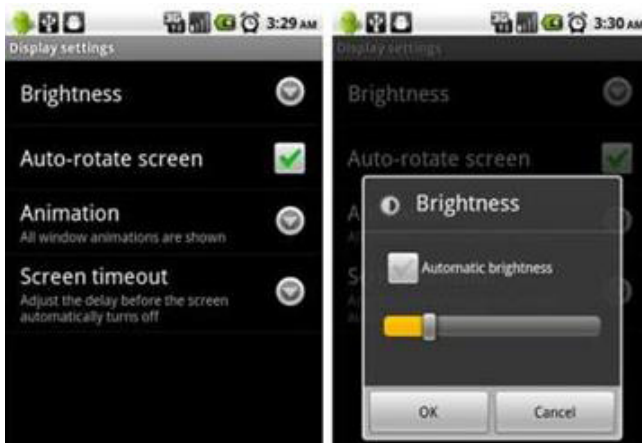 3:29 AM
Display settings
Brightness
Auto-rotate screen
Animation
All window animations are shown
Screen timeout
Adjust the delay before the screen
automatically turns off
3:30 AM
Display settings
Brightness
Auto-rotate screen
Brightness
Automatic brightness
OK
Cancel